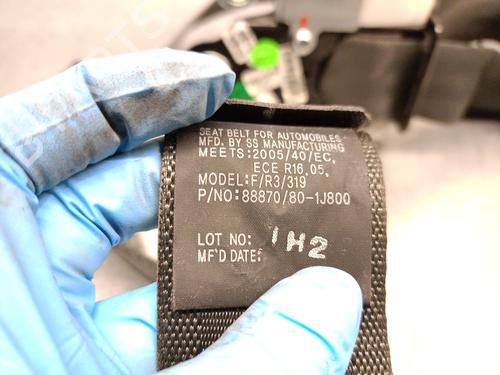 SEAT BELT FOR AUTOMOBILES
MFD. BY SS MANUFACTURING
MEETS:2005/40/EC,
ECE R16,05,
MODEL:F/R3/319
P/NO:88870/80-1J800
LOT NO: 1H2
MF'D DATE: